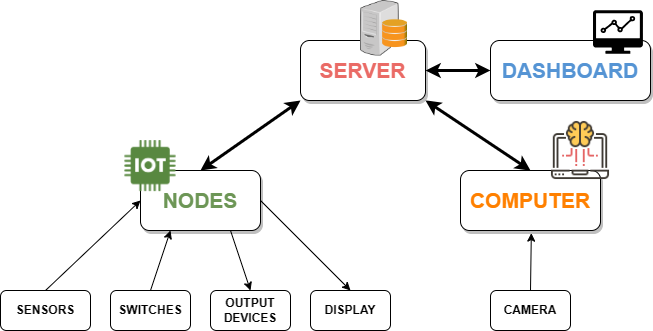 SERVER
DASHBOARD
IOT
NODES
COMPUTER
SENSORS
SWITCHES
OUTPUT
DEVICES
DISPLAY
CAMERA